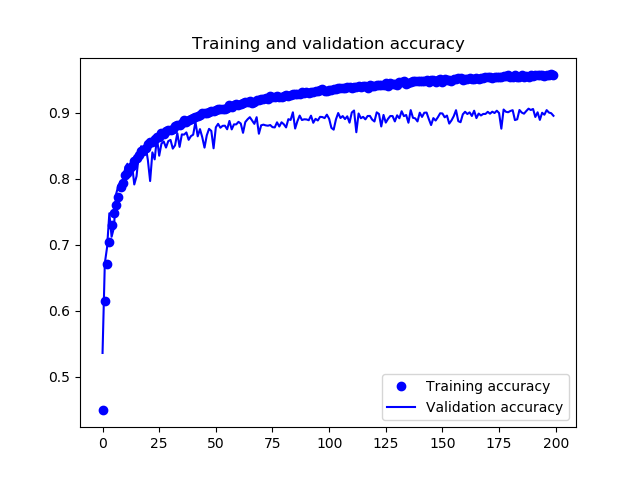 Training and validation accuracy
0.9
0.8
0.7
0.6
0.5
Training accuracy
Validation accuracy
0 25 50 75 100 125 150 175 200